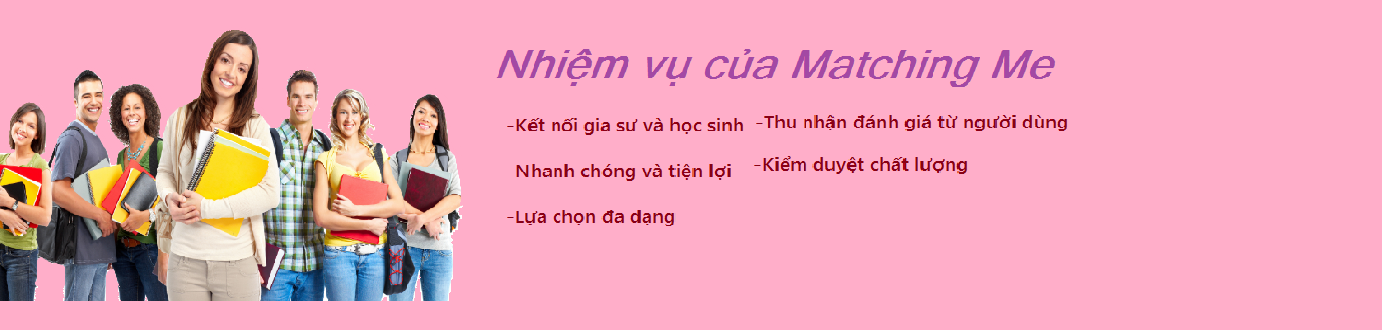 Nhiệm vụ của Matching Me
-Kết nối gia sư và học sinh
Nhanh chóng và tiện lợi
-Lựa chọn đa dạng
-Thu nhận đánh giá từ người dùng
-Kiểm duyệt chất lượng